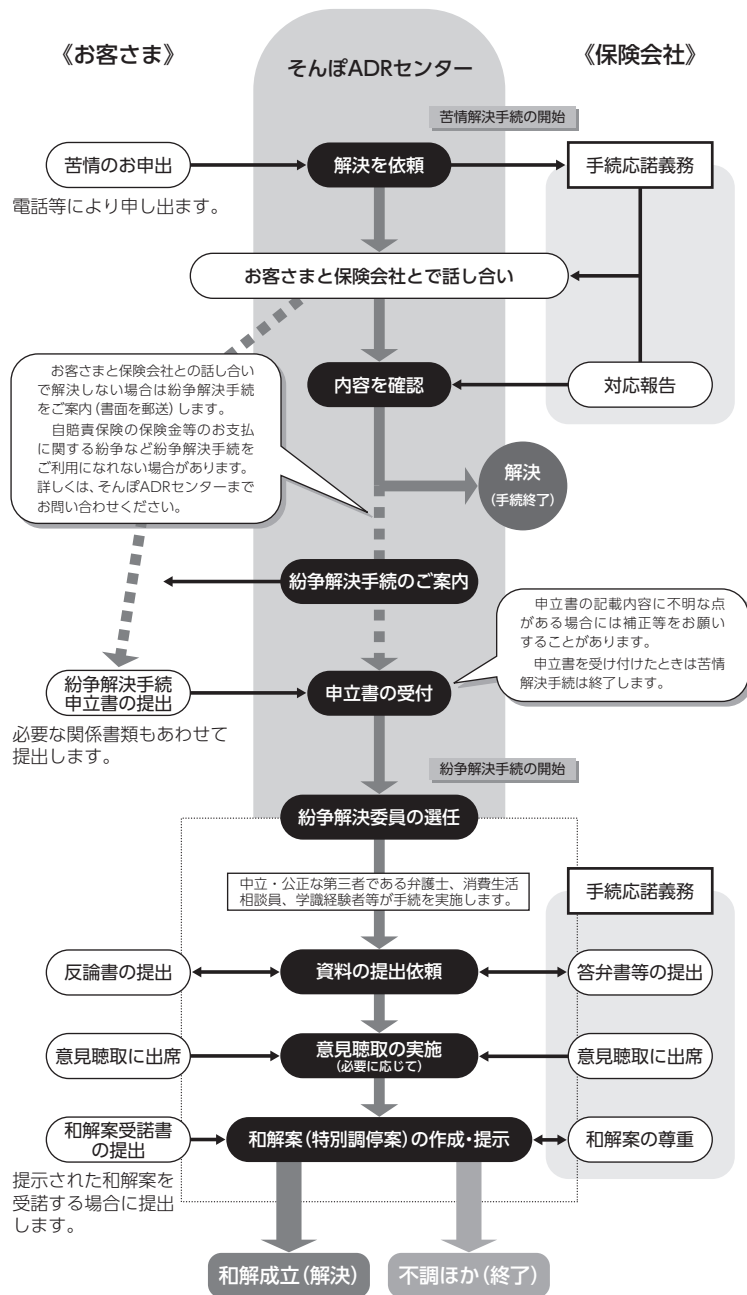 《お客さま》
そんぽADRセンター
《保険会社》
苦情解決手続の開始
苦情のお申出
解決を依頼
手続応諾義務
電話等により申し出ます。
お客さまと保険会社とで話し合い
お客さまと保険会社との話し合い
で解決しない場合は紛争解決手続
をご案内(書面を郵送)します。
自賠責保険の保険金等のお支払
に関する紛争など紛争解決手続を
ご利用になれない場合があります。
詳しくは、そんぽADRセンターまで
お問い合わせください。
内容を確認
対応報告
解決
(手続終了)
紛争解決手続のご案内
申立書の記載内容に不明な点
がある場合には補正等をお願い
することがあります。
申立書を受け付けたときは苦情
解決手続は終了します。
紛争解決手続
申立書の提出
申立書の受付
必要な関係書類もあわせて
提出します。
紛争解決手続の開始
紛争解決委員の選任
中立・公正な第三者である弁護士、消費生活
相談員、学識経験者等が手続を実施します。
手続応諾義務
反論書の提出
資料の提出依頼
答弁書等の提出
意見聴取に出席
意見聴取の実施
(必要に応じて)
意見聴取に出席
和解案受諾書
の提出
和解案(特別調停案)の作成・提示
和解案の尊重
提示された和解案を
受諾する場合に提出
します。
和解成立(解決)
不調ほか(終了)